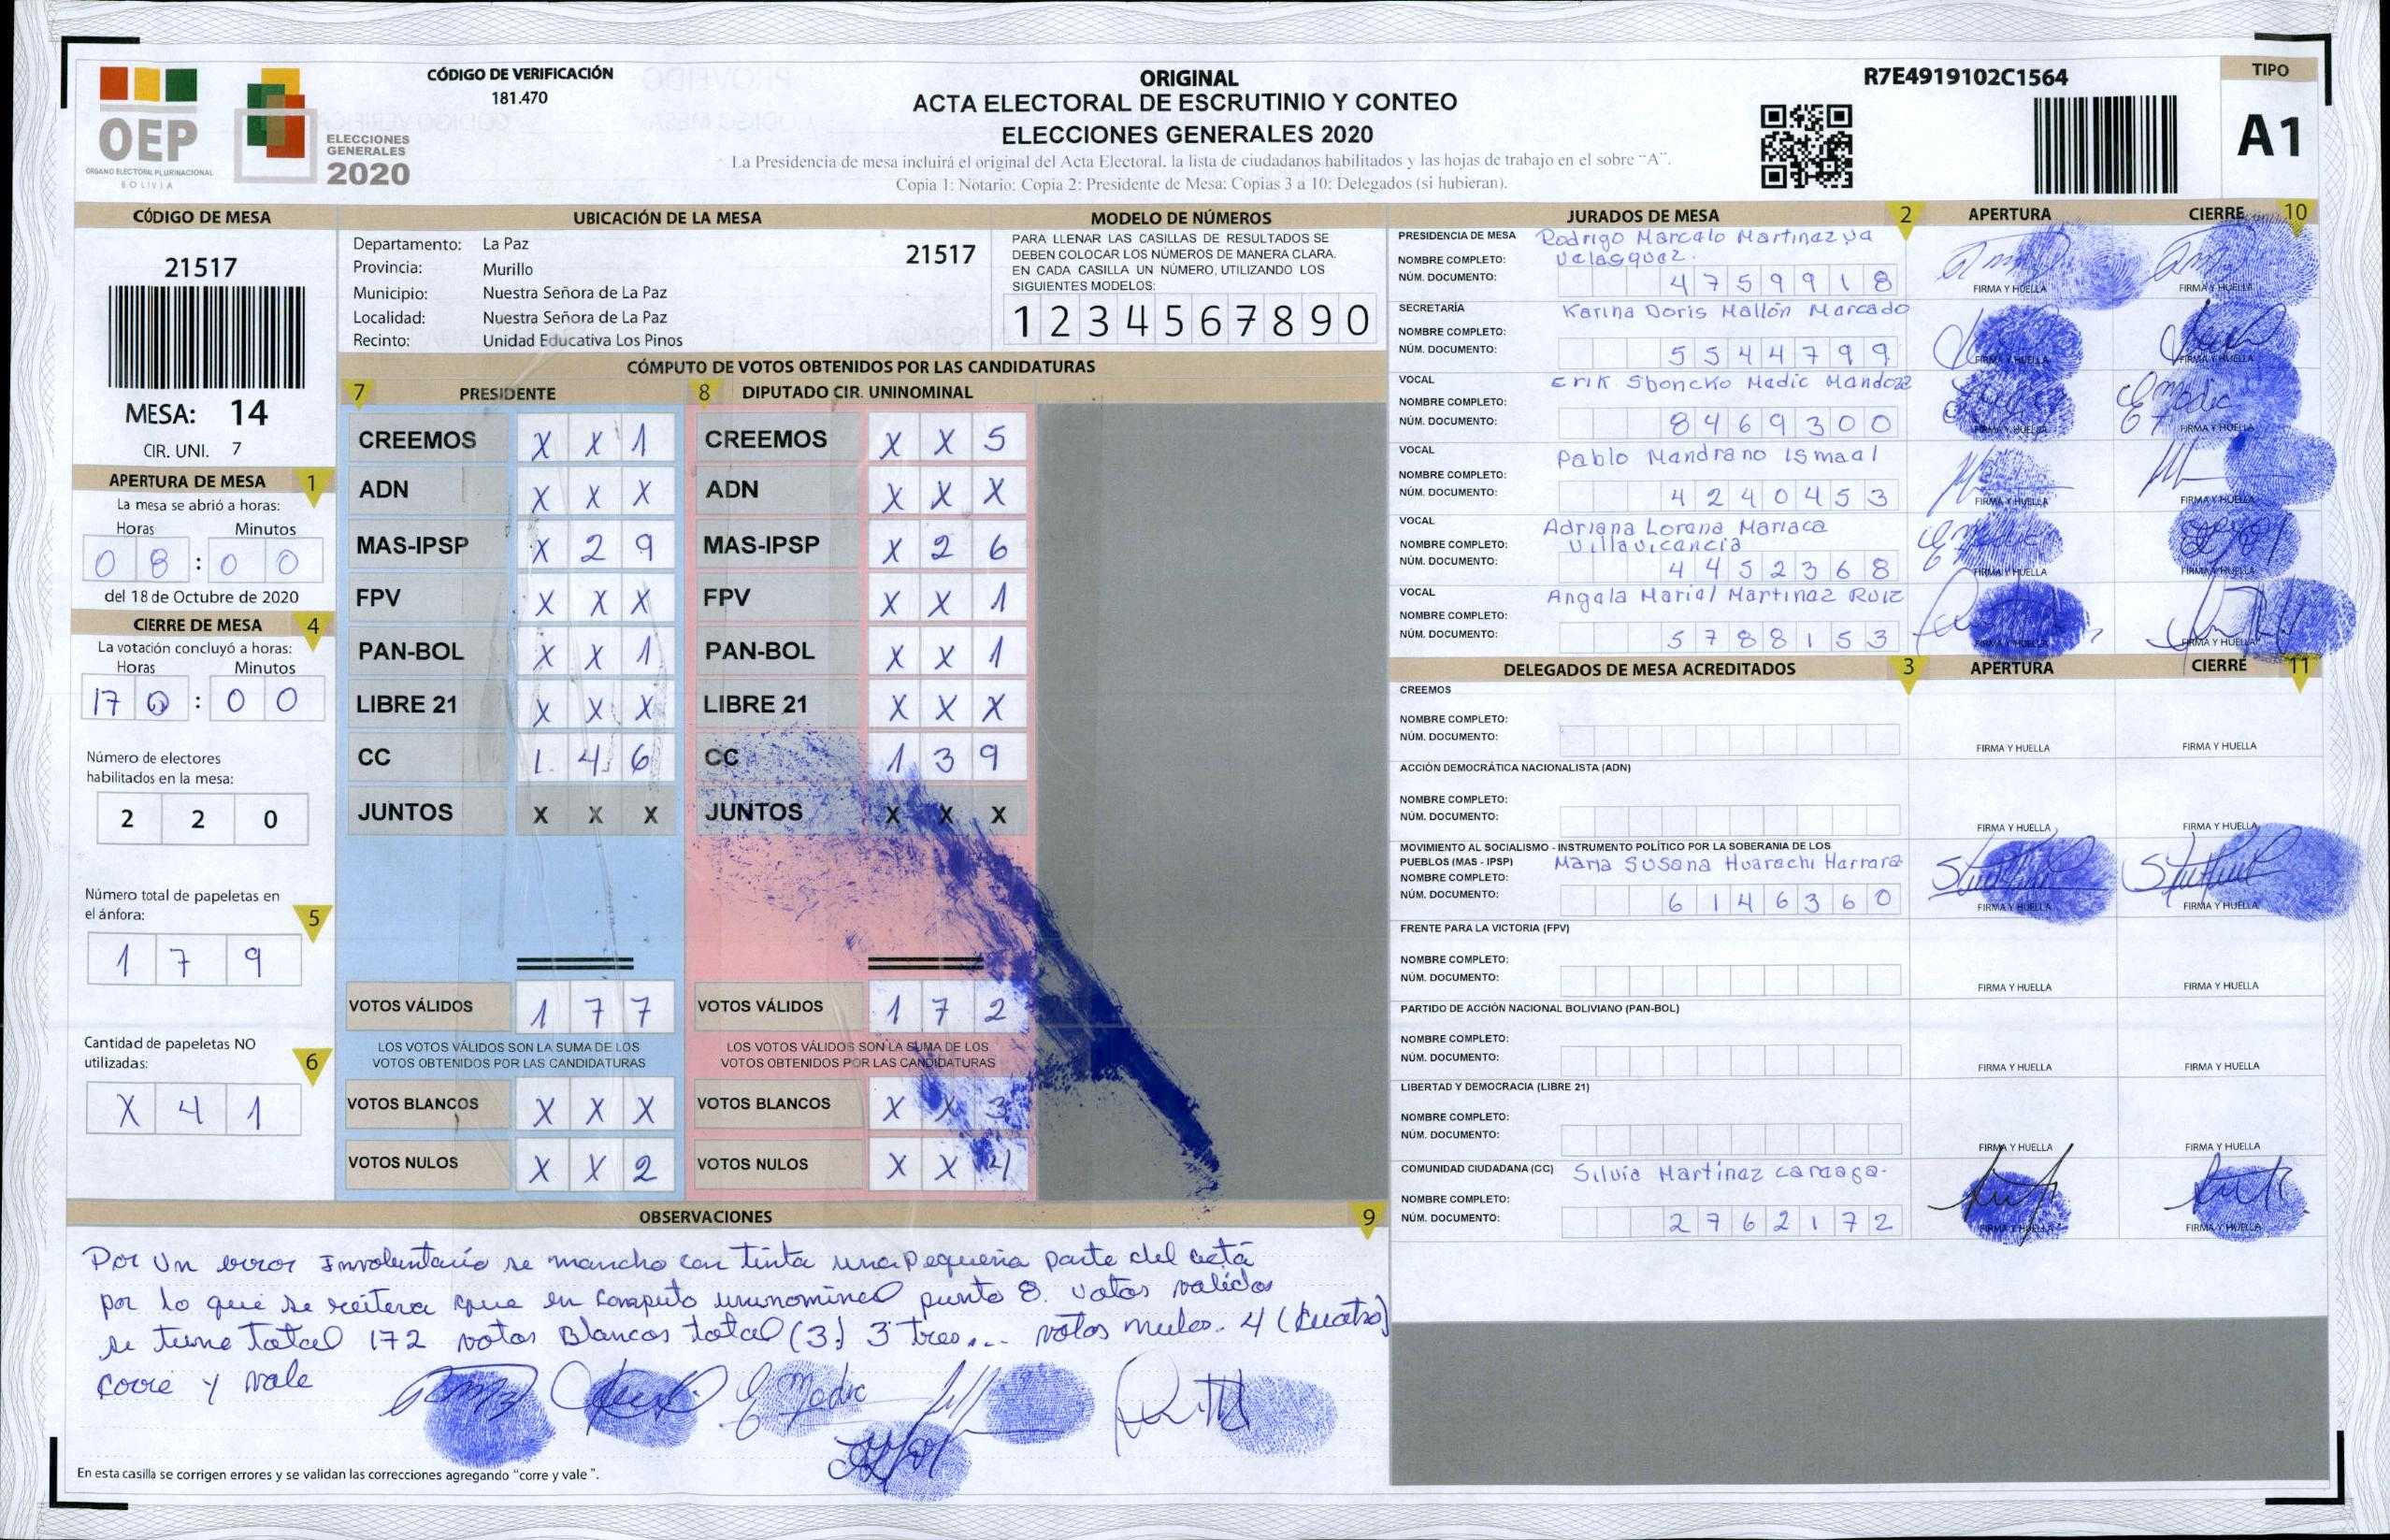 CÓDIGO DE VERIFICACIÓN
181.470
OEP
ÓRGANO ELECTORAL PLURINACIONAL
BOLIVIA
ELECCIONES
GENERALES
2020
ORIGINAL
ACTA ELECTORAL DE ESCRUTINIO Y CONTEO
ELECCIONES GENERALES 2020
La Presidencia de mesa incluirá el original del Acta Electoral, la lista de ciudadanos habilitados y las hojas de trabajo en el sobre "A".
Copia 1: Notario; Copia 2: Presidente de Mesa; Copias 3 a 10: Delegados (si hubieran).
R7E4919102C1564
TIPO
A1
CÓDIGO DE MESA
21517
MESA: 14
CIR. UNI. 7
UBICACIÓN DE LA MESA
21517
Departamento: La Paz
Provincia: Murillo
Municipio: Nuestra Señora de La Paz
Localidad: Nuestra Señora de La Paz
Recinto: Unidad Educativa Los Pinos
MODELO DE NÚMEROS
PARA LLENAR LAS CASILLAS DE RESULTADOS SE
DEBEN COLOCAR LOS NÚMEROS DE MANERA CLARA.
EN CADA CASILLA UN NÚMERO, UTILIZANDO LOS
SIGUIENTES MODELOS:
1 2 3 4 5 6 7 8 9 0
APERTURA DE MESA 1
La mesa se abrió a horas:
Horas Minutos
0 8 : 0 0
del 18 de Octubre de 2020
CIERRE DE MESA 4
La votación concluyó a horas:
Horas Minutos
17 : 0 0
Número de electores
habilitados en la mesa:
2 2 0
Número total de papeletas en
el ánfora: 5
1 7 9
Cantidad de papeletas NO
utilizadas: 6
X 4 1
CÓMPUTO DE VOTOS OBTENIDOS POR LAS CANDIDATURAS
7 PRESIDENTE
CREEMOS X X 1
ADN X X X
MAS-IPSP X 2 9
FPV X X X
PAN-BOL X X 1
LIBRE 21 X X X
CC 1 4 6
JUNTOS X X X
VOTOS VÁLIDOS 1 7 7
LOS VOTOS VÁLIDOS SON LA SUMA DE LOS
VOTOS OBTENIDOS POR LAS CANDIDATURAS
VOTOS BLANCOS X X X
VOTOS NULOS X X 2
8 DIPUTADO CIR. UNINOMINAL
CREEMOS X X 5
ADN X X X
MAS-IPSP X 2 6
FPV X X 1
PAN-BOL X X 1
LIBRE 21 X X X
CC 1 3 9
JUNTOS X X X
VOTOS VÁLIDOS 1 7 2
LOS VOTOS VÁLIDOS SON LA SUMA DE LOS
VOTOS OBTENIDOS POR LAS CANDIDATURAS
VOTOS BLANCOS X X 3
VOTOS NULOS X X 4
OBSERVACIONES 9
Por un error Involuntario se mancho con tinta una pequeña parte del acta
por lo que se reitera que en computo uninominal punto 8. votos validos
se tiene total 172 votos Blancos total (3) 3 tres... votos nulos. 4 (cuatro)
corre y vale
En esta casilla se corrigen errores y se validan las correcciones agregando "corre y vale".
JURADOS DE MESA 2 APERTURA CIERRE 10
PRESIDENCIA DE MESA Rodrigo Marcelo Martinez
NOMBRE COMPLETO: Velasquez.
NÚM. DOCUMENTO: 4 7 5 9 9 1 8
FIRMA Y HUELLA FIRMA Y HUELLA
SECRETARÍA Karina Doris Mallón Mercado
NOMBRE COMPLETO:
NÚM. DOCUMENTO: 5 5 4 4 7 9 9
FIRMA Y HUELLA FIRMA Y HUELLA
VOCAL Erik Medic Mendoza
NOMBRE COMPLETO:
NÚM. DOCUMENTO: 8 4 6 9 3 0 0
FIRMA Y HUELLA FIRMA Y HUELLA
VOCAL Pablo Mendrano Ismael
NOMBRE COMPLETO:
NÚM. DOCUMENTO: 4 2 4 0 4 5 3
FIRMA Y HUELLA FIRMA Y HUELLA
VOCAL Adriana Lorena Mariaca
NOMBRE COMPLETO: Villavicencia
NÚM. DOCUMENTO: 4 4 5 2 3 6 8
FIRMA Y HUELLA FIRMA Y HUELLA
VOCAL Angela Mariel Martinez Ruiz
NOMBRE COMPLETO:
NÚM. DOCUMENTO: 5 7 8 8 1 5 3
FIRMA Y HUELLA FIRMA Y HUELLA
DELEGADOS DE MESA ACREDITADOS 3 APERTURA CIERRE 11
CREEMOS
NOMBRE COMPLETO:
NÚM. DOCUMENTO:
FIRMA Y HUELLA FIRMA Y HUELLA
ACCIÓN DEMOCRÁTICA NACIONALISTA (ADN)
NOMBRE COMPLETO:
NÚM. DOCUMENTO:
FIRMA Y HUELLA FIRMA Y HUELLA
MOVIMIENTO AL SOCIALISMO - INSTRUMENTO POLÍTICO POR LA SOBERANIA DE LOS
PUEBLOS (MAS - IPSP) Maria Susana Huarachi Herrera
NOMBRE COMPLETO:
NÚM. DOCUMENTO: 6 1 4 6 3 6 0
FIRMA Y HUELLA FIRMA Y HUELLA
FRENTE PARA LA VICTORIA (FPV)
NOMBRE COMPLETO:
NÚM. DOCUMENTO:
FIRMA Y HUELLA FIRMA Y HUELLA
PARTIDO DE ACCIÓN NACIONAL BOLIVIANO (PAN-BOL)
NOMBRE COMPLETO:
NÚM. DOCUMENTO:
FIRMA Y HUELLA FIRMA Y HUELLA
LIBERTAD Y DEMOCRACIA (LIBRE 21)
NOMBRE COMPLETO:
NÚM. DOCUMENTO:
FIRMA Y HUELLA FIRMA Y HUELLA
COMUNIDAD CIUDADANA (CC) Silvia Martinez Careaga
NOMBRE COMPLETO:
NÚM. DOCUMENTO: 2 7 6 2 1 7 2
FIRMA Y HUELLA FIRMA Y HUELLA